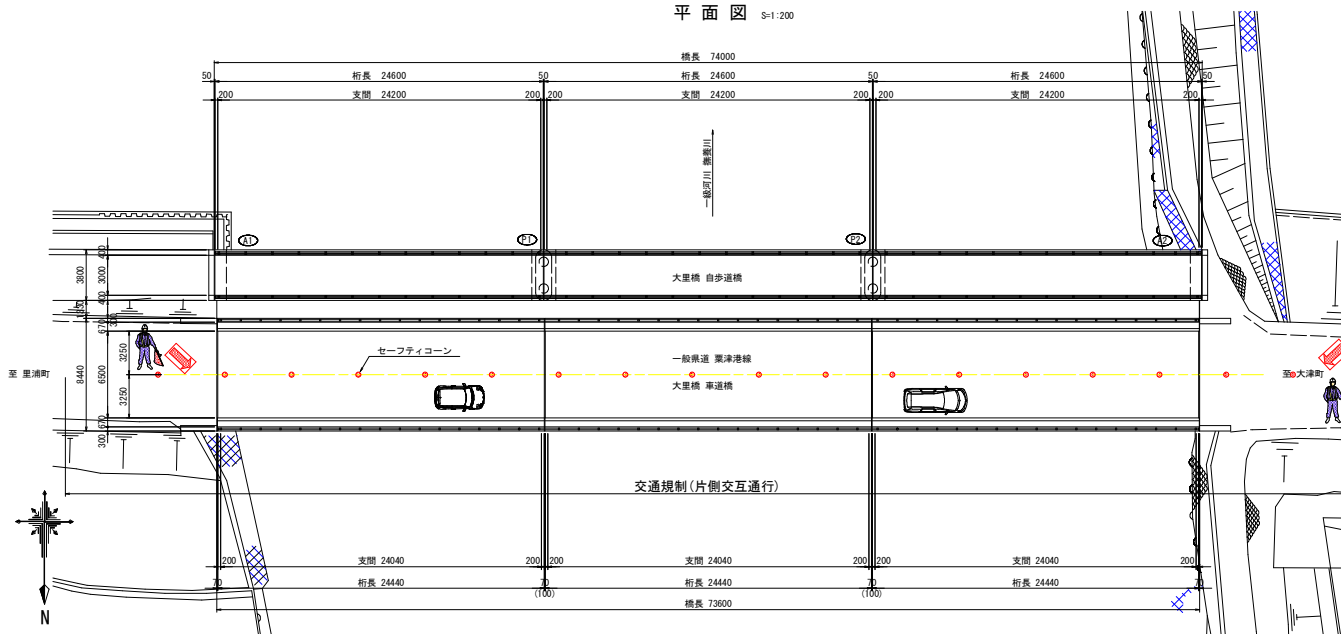 平面図 S=1:200
橋長 74000
50 桁長 24600 50 桁長 24600 50 桁長 24600 50
200 支間 24200 200 200 支間 24200 200 200 支間 24200 200
一級河川 撫養川
A1 P1 P2 A2
400
3800 3000
400
1350
300
670
8440 6500 3250
3250
670
300
大里橋 自歩道橋
セーフティコーン
一般県道 粟津港線
大里橋 車道橋
至 里浦町
至 大津町
交通規制(片側交互通行)
200 支間 24040 200 200 支間 24040 200 200 支間 24040 200
70 桁長 24440 70 桁長 24440 70 桁長 24440 70
(100) (100)
橋長 73600
N